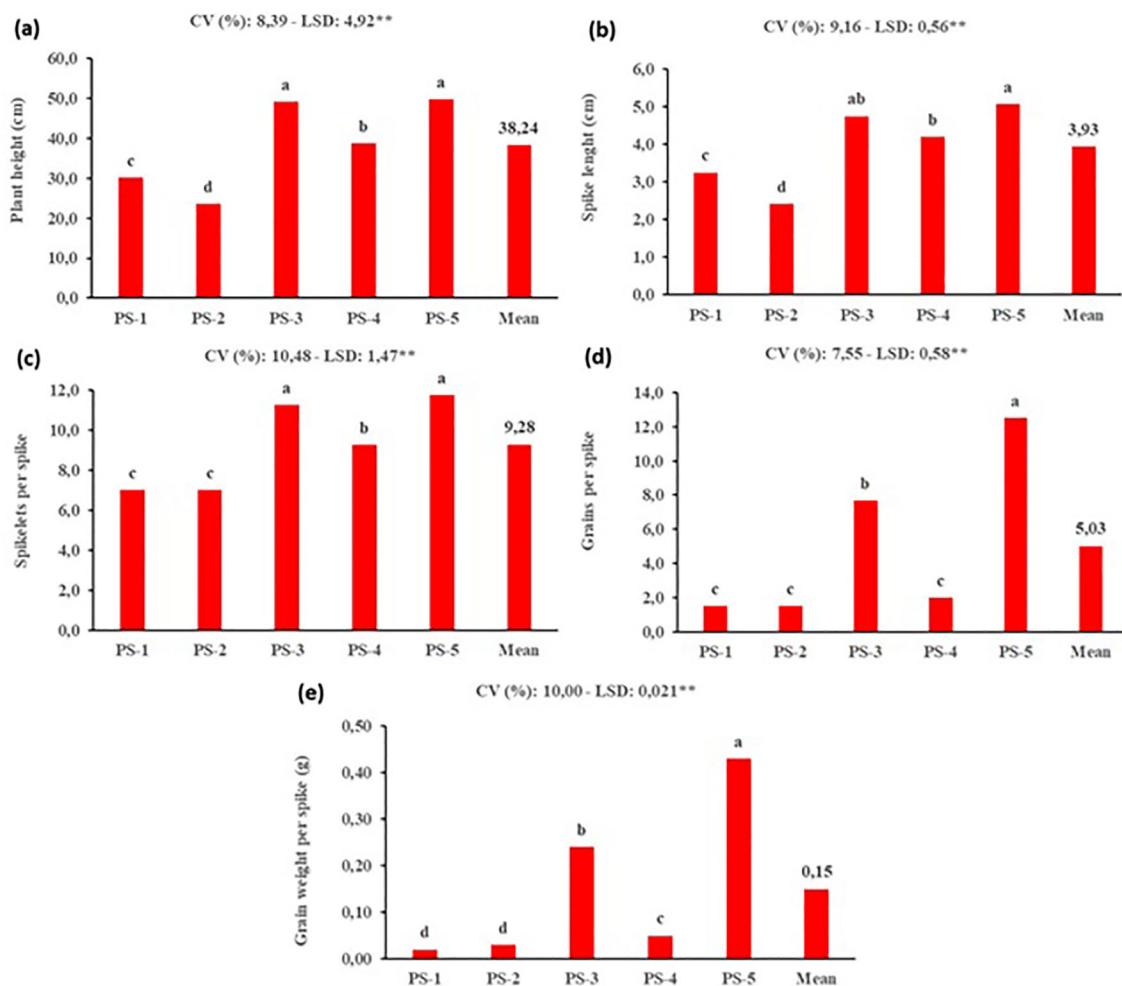 (a)
CV (%): 8,39 - LSD: 4,92**
Plant height (cm)
60,0
50,0
40,0
30,0
20,0
10,0
0,0
c
d
a
b
a
38,24
PS-1 PS-2 PS-3 PS-4 PS-5 Mean
(b)
CV (%): 9,16 - LSD: 0,56**
Spike lenght (cm)
6,0
5,0
4,0
3,0
2,0
1,0
0,0
c
d
ab
b
a
3,93
PS-1 PS-2 PS-3 PS-4 PS-5 Mean
(c)
CV (%): 10,48 - LSD: 1,47**
Spikelets per spike
12,0
10,0
8,0
6,0
4,0
2,0
0,0
c
c
a
b
a
9,28
PS-1 PS-2 PS-3 PS-4 PS-5 Mean
(d)
CV (%): 7,55 - LSD: 0,58**
Grains per spike
14,0
12,0
10,0
8,0
6,0
4,0
2,0
0,0
c
c
b
c
a
5,03
PS-1 PS-2 PS-3 PS-4 PS-5 Mean
(e)
CV (%): 10,00 - LSD: 0,021**
Grain weight per spike (g)
0,50
0,40
0,30
0,20
0,10
0,00
d
d
b
c
a
0,15
PS-1 PS-2 PS-3 PS-4 PS-5 Mean